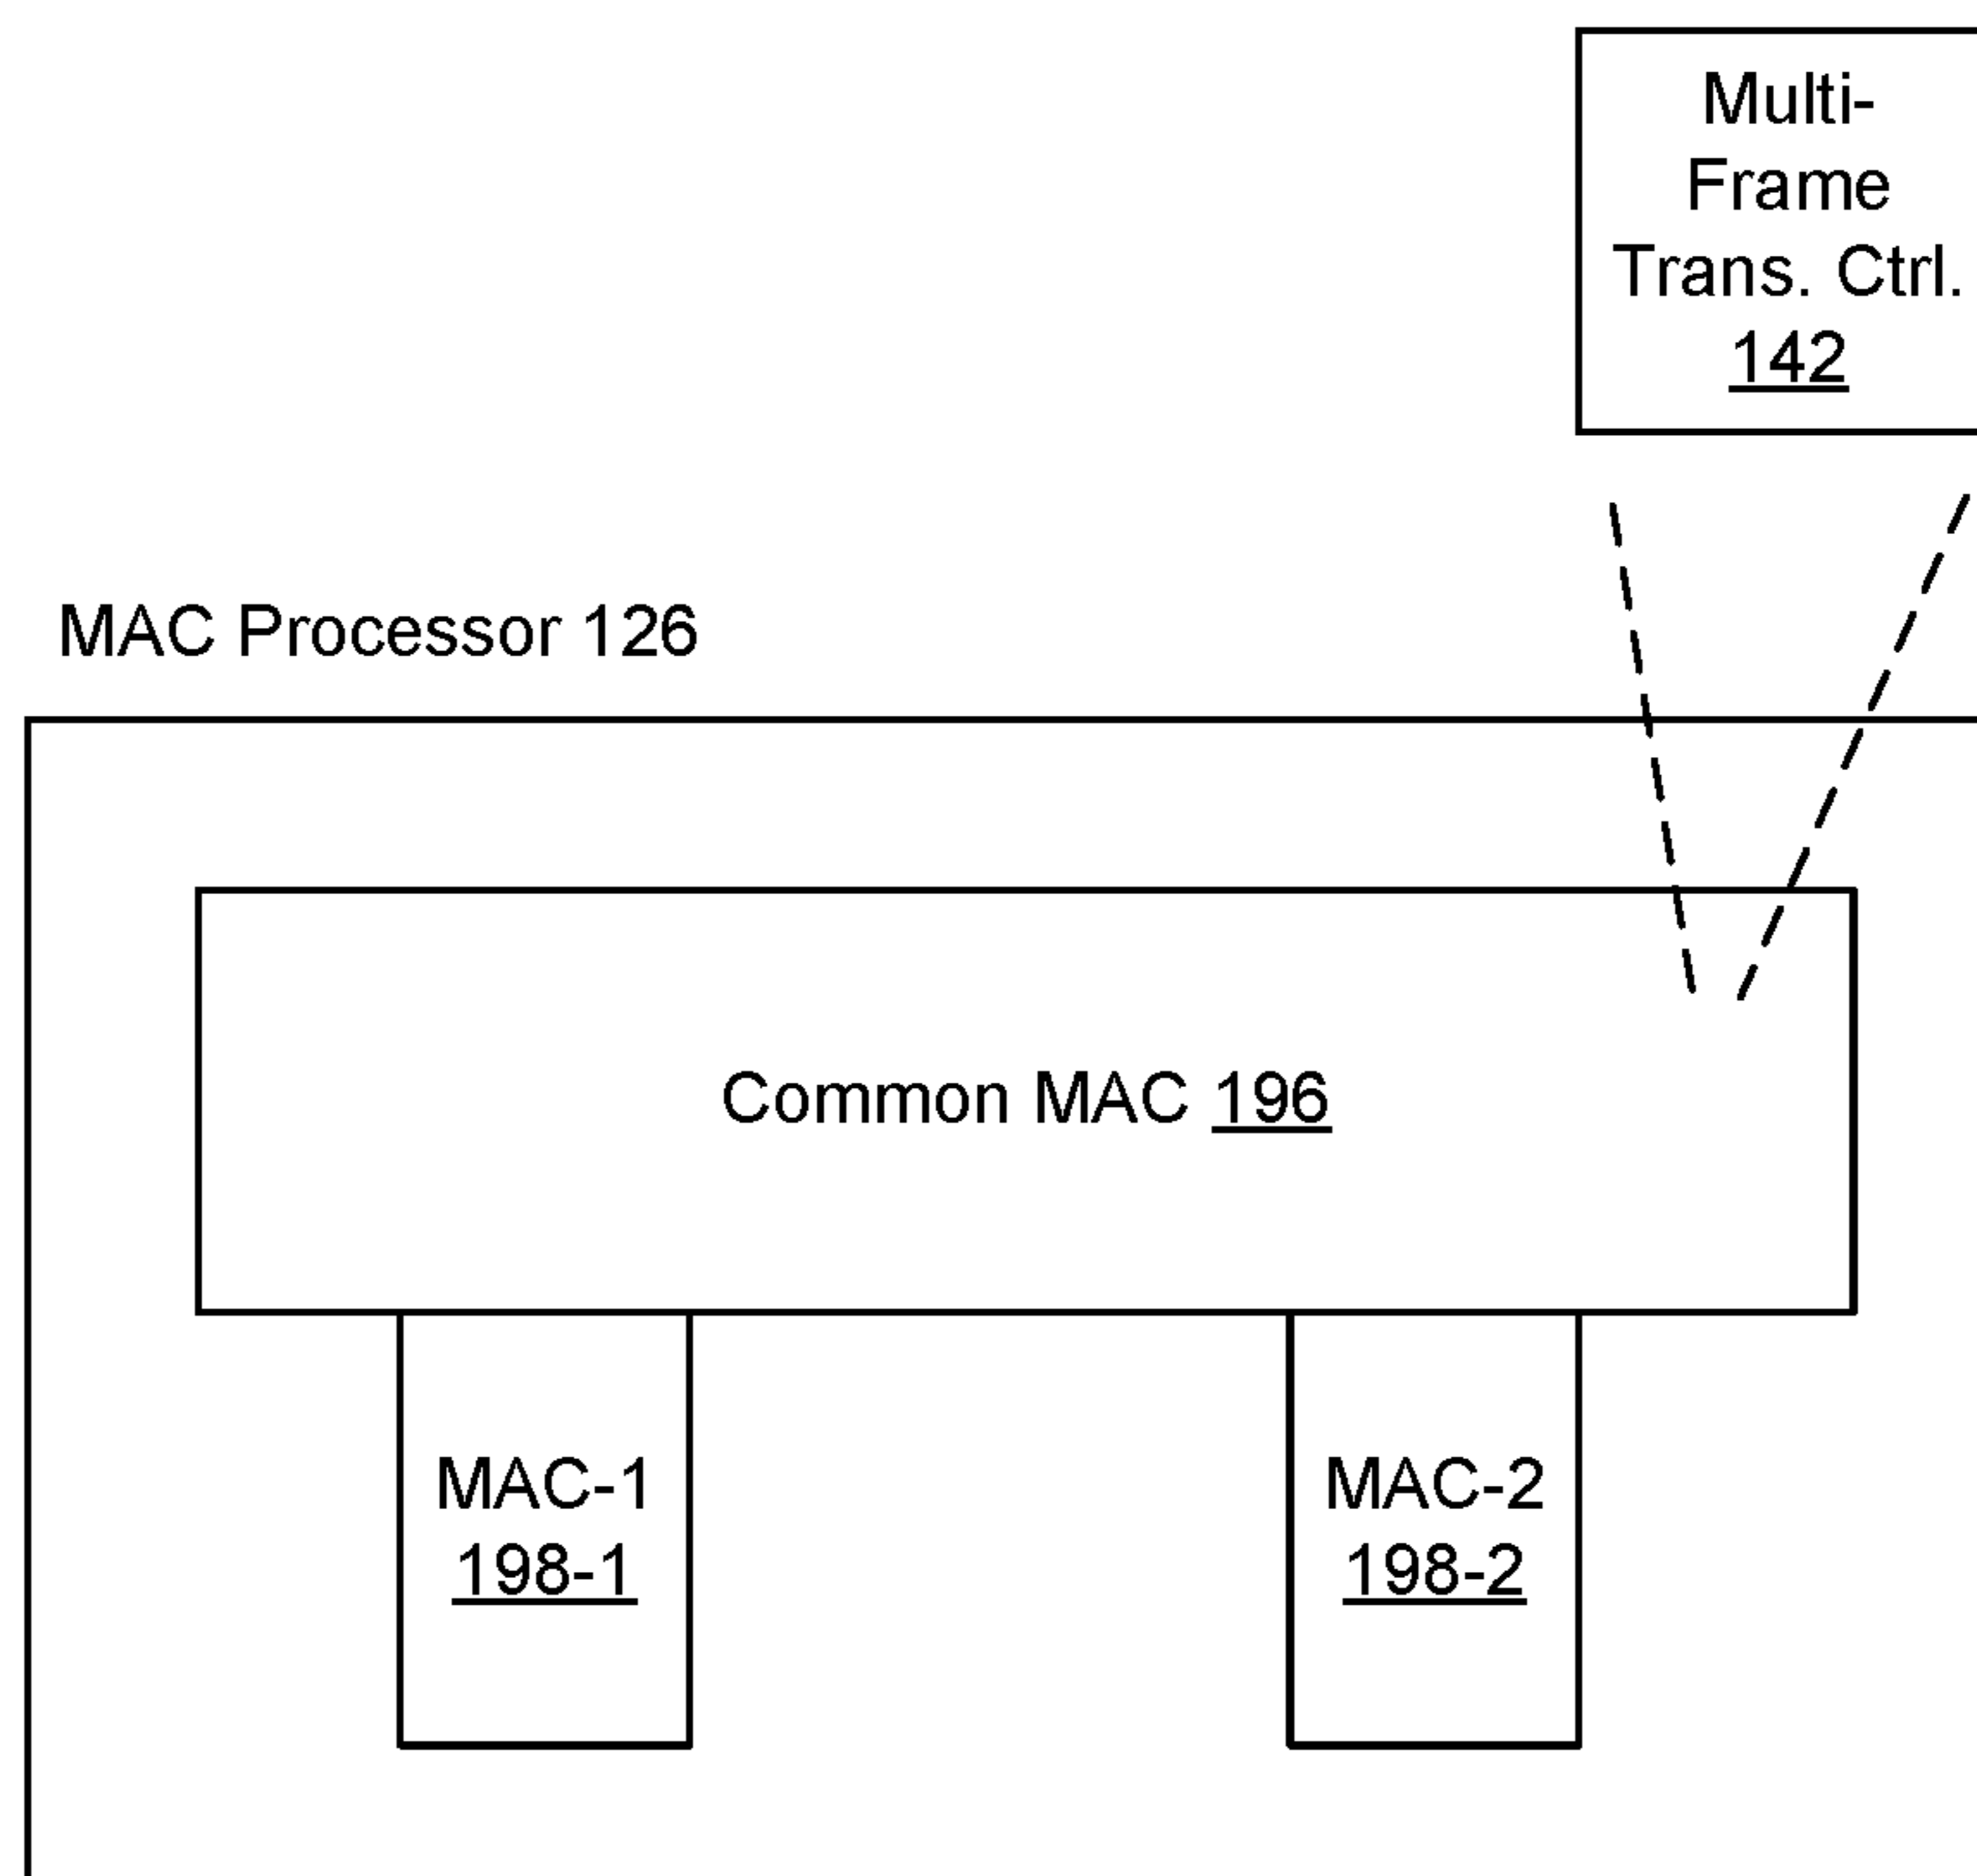 Multi-
Frame
Trans. Ctrl.
142
MAC Processor 126
Common MAC 196
MAC-1
198-1
MAC-2
198-2